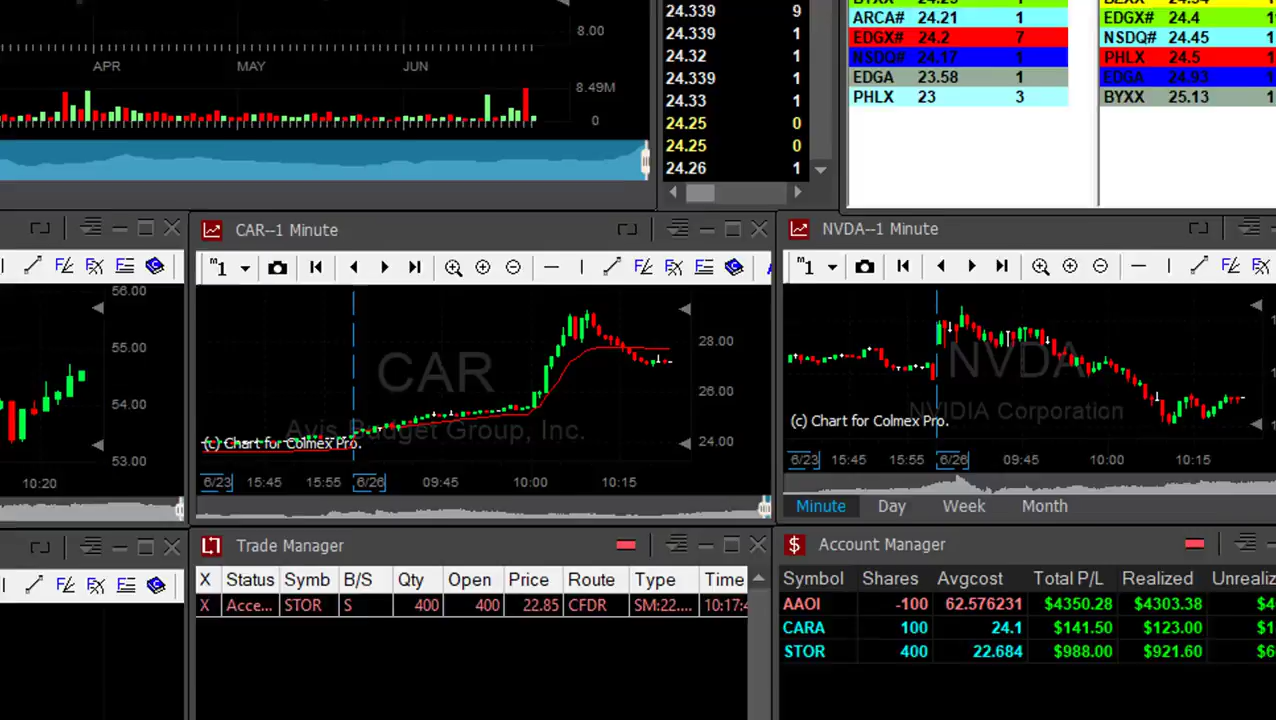 24.339 9
24.339 1
24.32 1
24.339 1
24.33 1
24.25 0
24.25 0
24.26 1
8.00
APR MAY JUN
8.49M
0
ARCA# 24.21 1
EDGX# 24.2 7
NSDQ# 24.17 1
EDGA 23.58 1
PHLX 23 3
EDGX# 24.4
NSDQ# 24.45 1
PHLX 24.5
EDGA 24.93
BYXX 25.13 1
56.00
55.00
54.00
53.00
10:20
CAR--1 Minute
m1
CAR
Avis Budget Group, Inc.
(c) Chart for Colmex Pro.
28.00
26.00
24.00
6/23 15:45 15:55 6/26 09:45 10:00 10:15
NVDA--1 Minute
m1
NVDA
NVIDIA Corporation
(c) Chart for Colmex Pro.
6/23 15:45 15:55 6/26 09:45 10:00 10:15
Minute Day Week Month
Trade Manager
X Status Symb B/S Qty Open Price Route Type Time
X Acce... STOR S 400 400 22.85 CFDR SM:22.... 10:17:4
Account Manager
Symbol Shares Avgcost Total P/L Realized Unrealiz
AAOI -100 62.576231 $4350.28 $4303.38
CARA 100 24.1 $141.50 $123.00
STOR 400 22.684 $988.00 $921.60